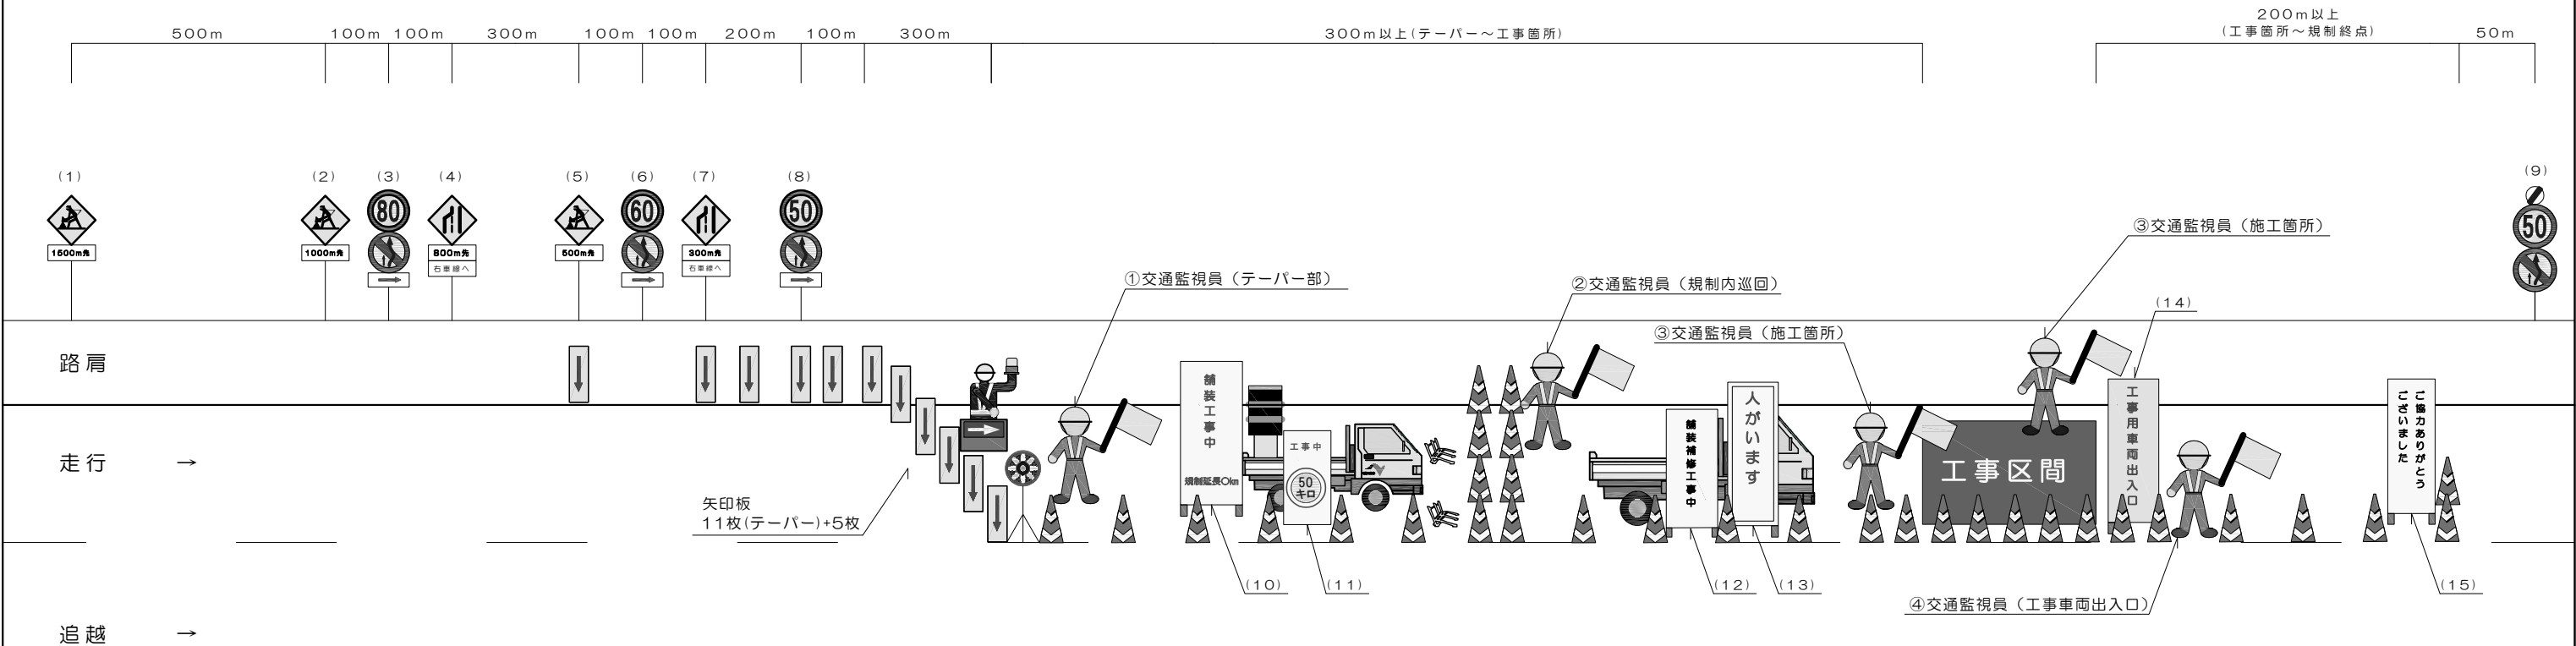 500m
100m
100m
300m
100m
100m
200m
100m
300m
300m以上(テーパー～工事箇所)
200m以上
(工事箇所～規制終点)
50m
(1)
1500m先
(2)
1000m先
(3)
80
(4)
800m先
右車線へ
(5)
500m先
(6)
60
(7)
300m先
右車線へ
(8)
50
(9)
50
①交通監視員（テーパー部）
②交通監視員（規制内巡回）
③交通監視員（施工箇所）
③交通監視員（施工箇所）
(14)
路肩
走行 →
追越 →
矢印板
11枚(テーパー)+5枚
舗装工事中
規制延長〇km
工事中
50
キロ
舗装補修工事中
人がいます
工事区間
工事用車両出入口
ご協力ありがとう
ございました
(10)
(11)
(12)
(13)
④交通監視員（工事車両出入口）
(15)